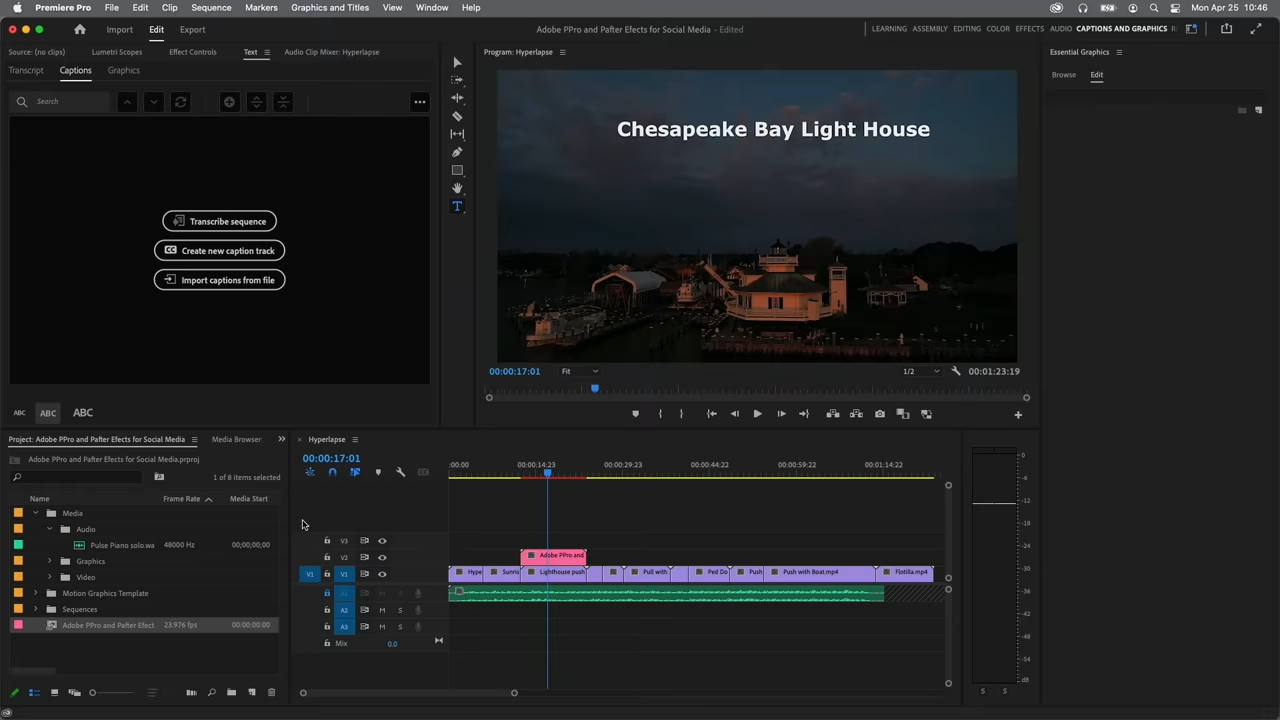 Premiere Pro File Edit Clip Sequence Markers Graphics and Titles View Window Help Mon Apr 25 10:46
Import Edit Export Adobe PPro and Pafter Effects for Social Media - Edited LEARNING ASSEMBLY EDITING COLOR EFFECTS AUDIO CAPTIONS AND GRAPHICS
Source: (no clips) Lumetri Scopes Effect Controls Text Audio Clip Mixer: Hyperlapse Program: Hyperlapse Essential Graphics
Transcript Captions Graphics Browse Edit
Search
Chesapeake Bay Light House
Transcribe sequence
CC Create new caption track
Import captions from file
00:00:17:01 Fit 1/2 00:01:23:19
ABC ABC ABC
Project: Adobe PPro and Pafter Effects for Social Media Media Browser Hyperlapse
Adobe PPro and Pafter Effects for Social Media.prproj 00:00:17:01
:00:00 00:00:14:23 00:00:29:23 00:00:44:22 00:00:59:22 00:01:14:22
1 of 8 items selected
Name Frame Rate Media Start
Media
Audio
Pulse Piano solo.wa 48000 Hz 00;00;00;00
Graphics
Video
Motion Graphics Template
Sequences
Adobe PPro and Pafter Effect 23.976 fps 00:00:00:00
V3
V2 Adobe PPro and
V1 V1 Hype Sunris Lighthouse push Pull with Ped Do Push Push with Boat.mp4 Flotilla.mp4
A1 M S
A2 M S
A3 M S
Mix 0.0
0
-6
-12
-18
-24
-30
-36
-42
-48
-54
dB
S S